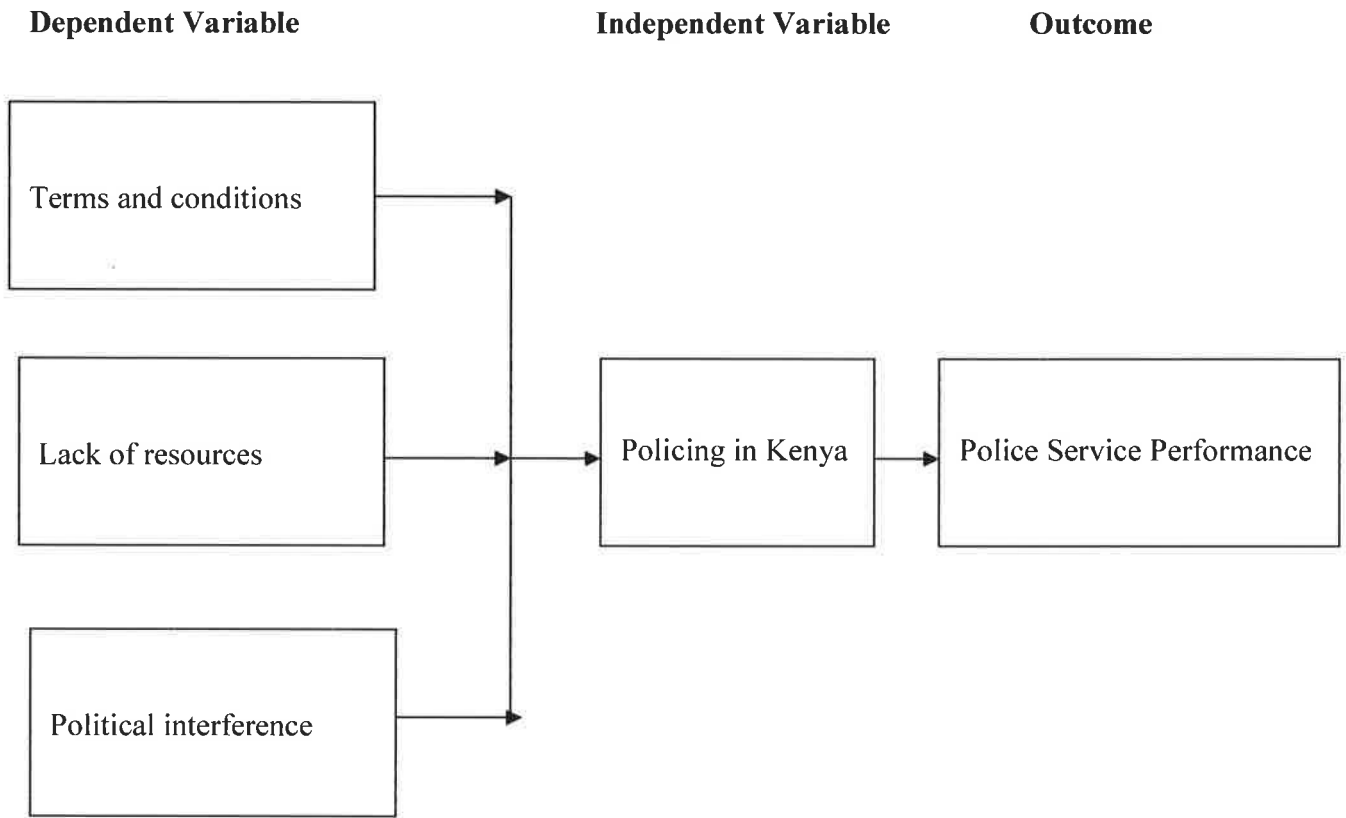 Dependent Variable
Independent Variable
Outcome
Terms and conditions
Lack of resources
Policing in Kenya
Police Service Performance
Political interference